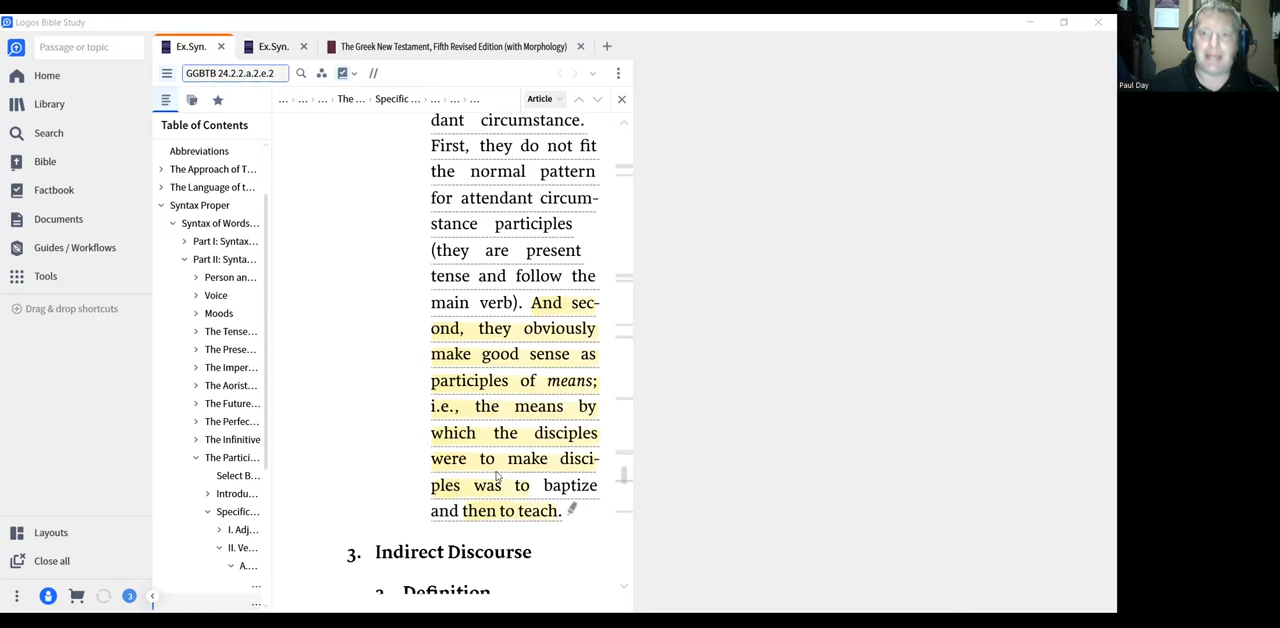 Logos Bible Study
Paul Day
Passage or topic
Home
Library
Search
Bible
Factbook
Documents
Guides / Workflows
Tools
Drag & drop shortcuts
Layouts
Close all
3
Ex.Syn.
Ex.Syn.
The Greek New Testament, Fifth Revised Edition (with Morphology)
GGBTB 24.2.2.a.2.e.2
... › ... › ... › The ... › Specific ... › ... › ... › ...
Article
Table of Contents
Abbreviations
The Approach of T...
The Language of t...
Syntax Proper
Syntax of Words...
Part I: Syntax...
Part II: Synta...
Person an...
Voice
Moods
The Tense...
The Prese...
The Imper...
The Aorist...
The Future...
The Perfec...
The Infinitive
The Partici...
Select B...
Introdu...
Specific...
I. Adj...
II. Ve...
A....
...
...
dant circumstance.
First, they do not fit
the normal pattern
for attendant circum-
stance participles
(they are present
tense and follow the
main verb). And sec-
ond, they obviously
make good sense as
participles of means;
i.e., the means by
which the disciples
were to make disci-
ples was to baptize
and then to teach.
3. Indirect Discourse
a. Definition